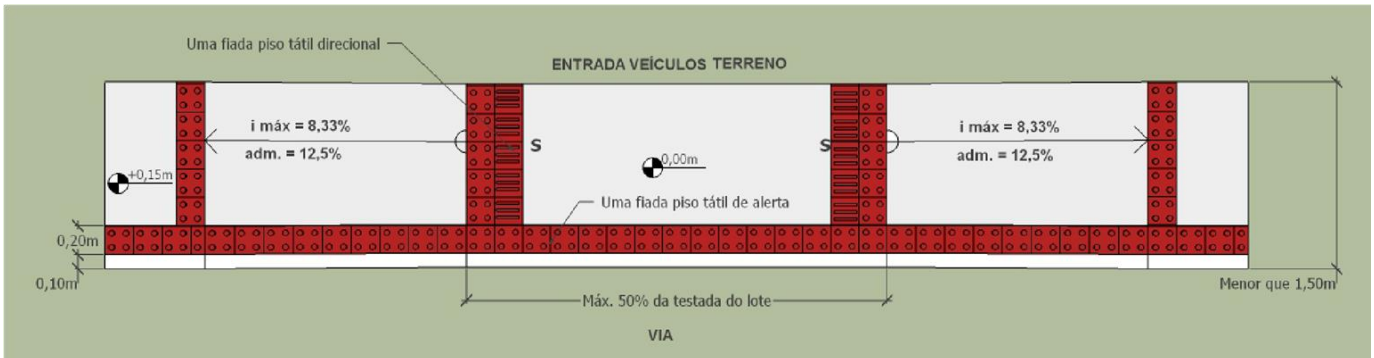 Uma fiada piso tátil direcional
ENTRADA VEÍCULOS TERRENO
i máx = 8,33%
adm. = 12,5%
S
S
i máx = 8,33%
adm. = 12,5%
+0,15m
0,00m
Uma fiada piso tátil de alerta
0,20m
0,10m
Máx. 50% da testada do lote
Menor que 1,50m
VIA